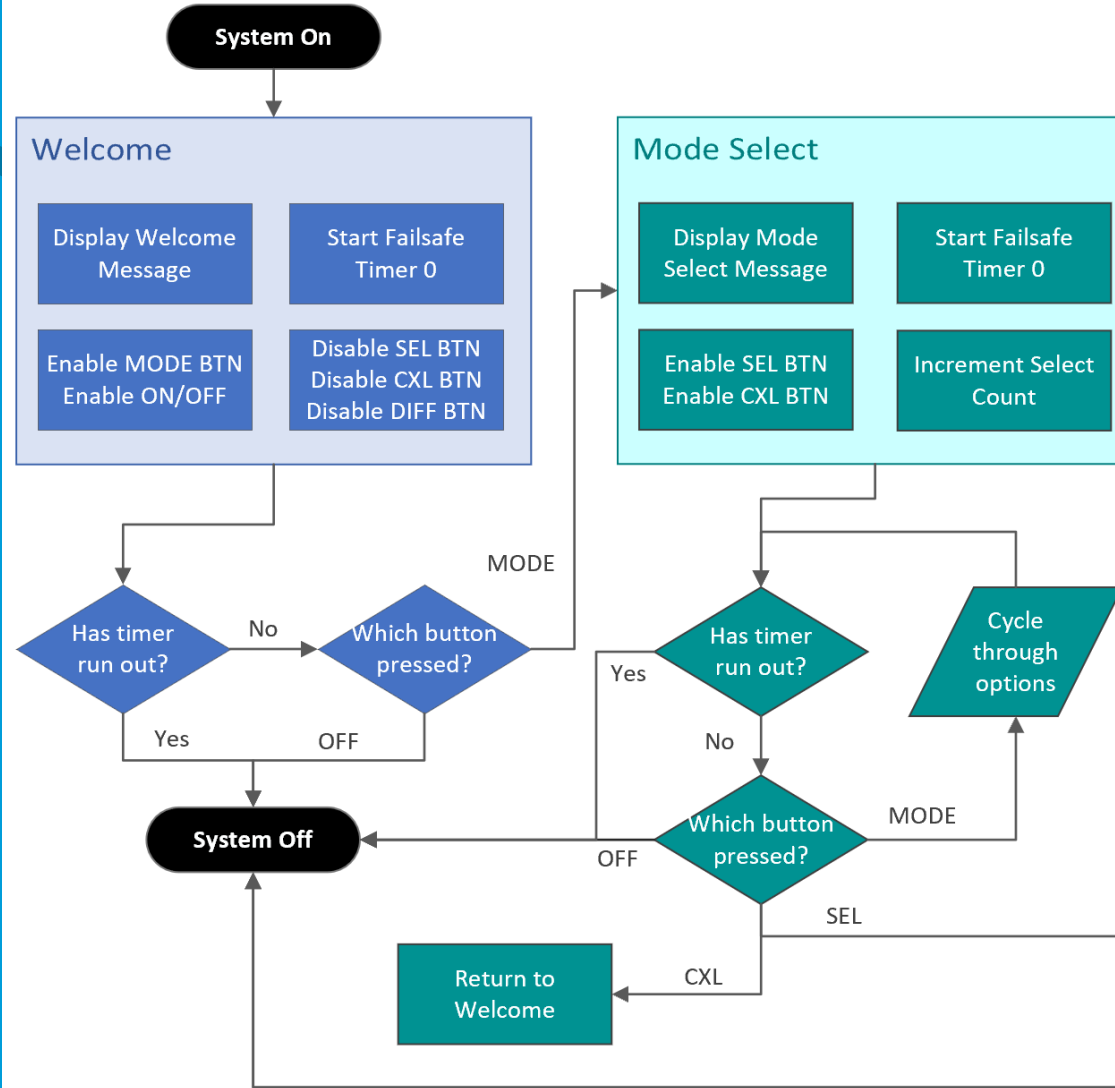 System On
Welcome
Display Welcome
Message
Start Failsafe
Timer 0
Enable MODE BTN
Enable ON/OFF
Disable SEL BTN
Disable CXL BTN
Disable DIFF BTN
Mode Select
Display Mode
Select Message
Start Failsafe
Timer 0
Enable SEL BTN
Enable CXL BTN
Increment Select
Count
MODE
Has timer
run out?
No
Which button
pressed?
Yes
OFF
System Off
Has timer
run out?
Yes
No
Cycle
through
options
Which button
pressed?
MODE
OFF
SEL
CXL
Return to
Welcome